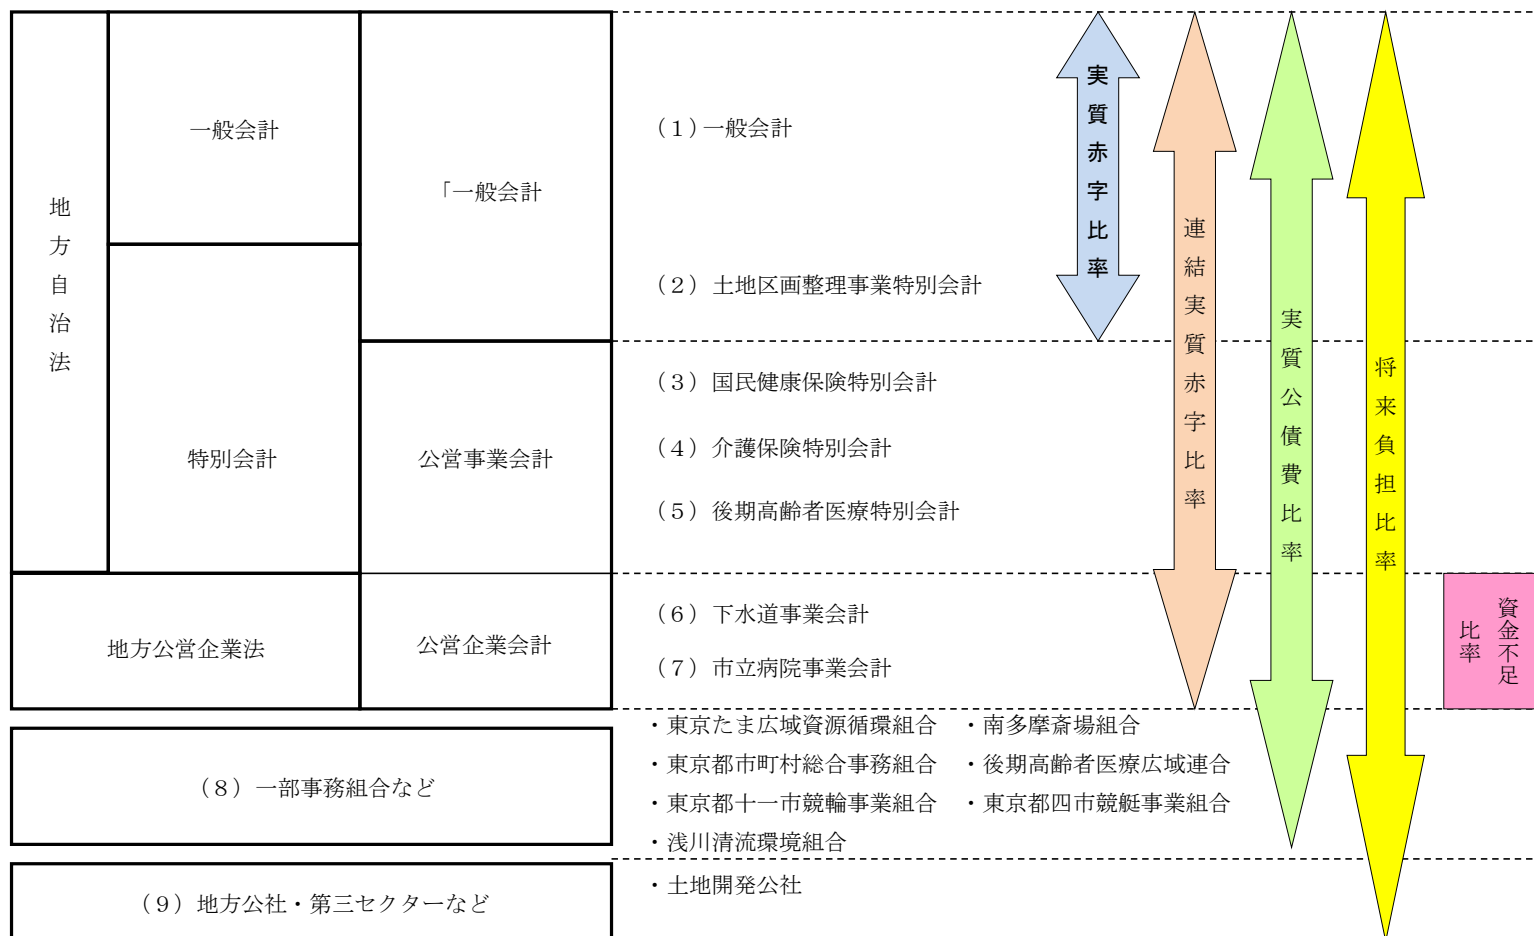 地方自治法
一般会計
「一般会計
特別会計
公営事業会計
地方公営企業法
公営企業会計
(1)一般会計
(2)土地区画整理事業特別会計
(3)国民健康保険特別会計
(4)介護保険特別会計
(5)後期高齢者医療特別会計
(6)下水道事業会計
(7)市立病院事業会計
(8)一部事務組合など
・東京たま広域資源循環組合 ・南多摩斎場組合
・東京都市町村総合事務組合 ・後期高齢者医療広域連合
・東京都十一市競輪事業組合 ・東京都四市競艇事業組合
・浅川清流環境組合
(9)地方公社・第三セクターなど
・土地開発公社
実質赤字比率
連結実質赤字比率
実質公債費比率
将来負担比率
資金不足
比率